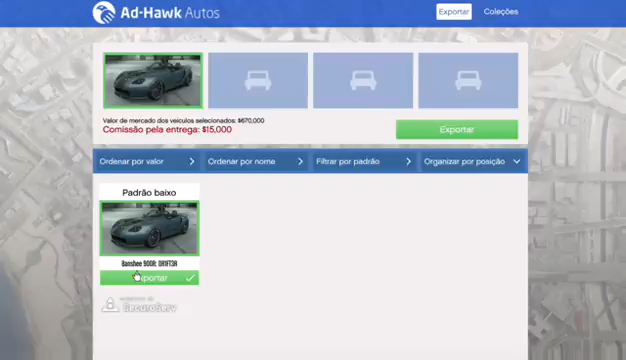 Ad-Hawk Autos
Exportar
Coleções
Valor de mercado dos veículos selecionados: $670,000
Comissão pela entrega: $15,000
Exportar
Ordenar por valor
Ordenar por nome
Filtrar por padrão
Organizar por posição
Padrão baixo
Banshee 900R:
Exportar
SecuroServ